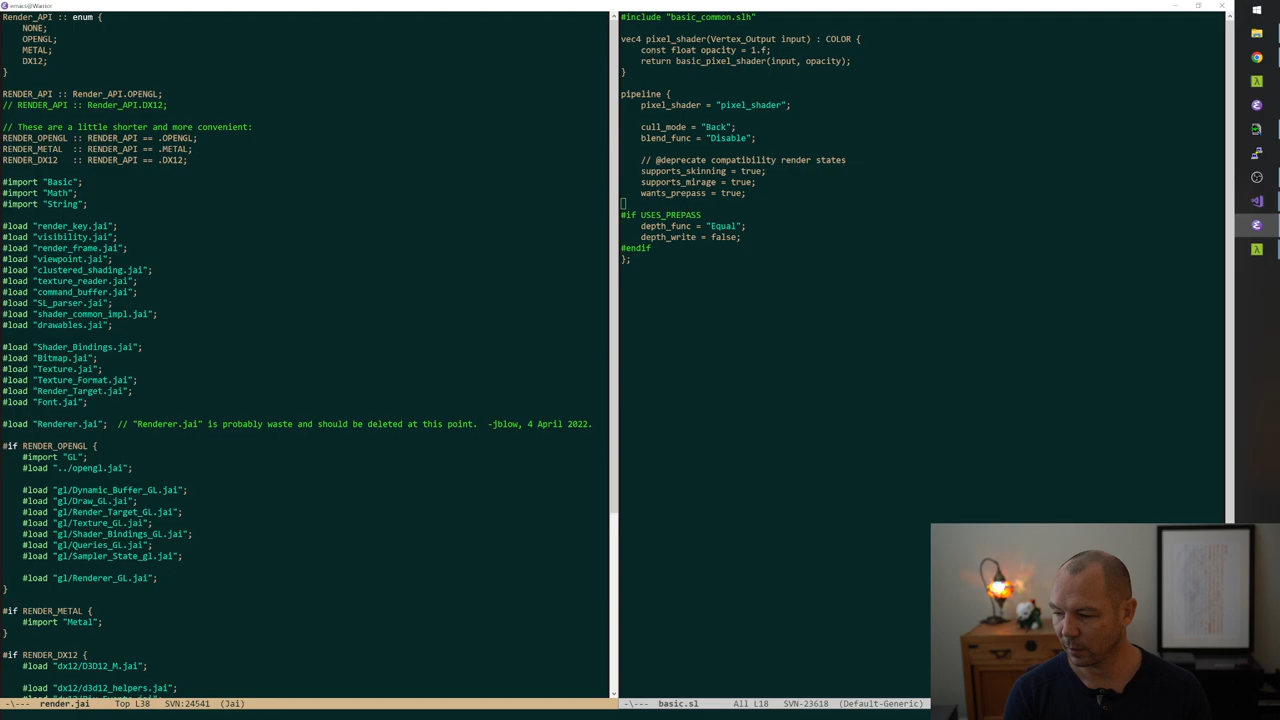 emacs@Warrior
Render_API :: enum {
    NONE;
    OPENGL;
    METAL;
    DX12;
}
RENDER_API :: Render_API.OPENGL;
// RENDER_API :: Render_API.DX12;
// These are a little shorter and more convenient:
RENDER_OPENGL :: RENDER_API == .OPENGL;
RENDER_METAL  :: RENDER_API == .METAL;
RENDER_DX12   :: RENDER_API == .DX12;
#import "Basic";
#import "Math";
#import "String";
#load "render_key.jai";
#load "visibility.jai";
#load "render_frame.jai";
#load "viewpoint.jai";
#load "clustered_shading.jai";
#load "texture_reader.jai";
#load "command_buffer.jai";
#load "SL_parser.jai";
#load "shader_common_impl.jai";
#load "drawables.jai";
#load "Shader_Bindings.jai";
#load "Bitmap.jai";
#load "Texture.jai";
#load "Texture_Format.jai";
#load "Render_Target.jai";
#load "Font.jai";
#load "Renderer.jai";  // "Renderer.jai" is probably waste and should be deleted at this point.  -jblow, 4 April 2022.
#if RENDER_OPENGL {
    #import "GL";
    #load "../opengl.jai";
    #load "gl/Dynamic_Buffer_GL.jai";
    #load "gl/Draw_GL.jai";
    #load "gl/Render_Target_GL.jai";
    #load "gl/Texture_GL.jai";
    #load "gl/Shader_Bindings_GL.jai";
    #load "gl/Queries_GL.jai";
    #load "gl/Sampler_State_gl.jai";
    #load "gl/Renderer_GL.jai";
}
#if RENDER_METAL {
    #import "Metal";
}
#if RENDER_DX12 {
    #load "dx12/D3D12_M.jai";
    #load "dx12/d3d12_helpers.jai";
-\---  render.jai     Top L38    SVN:24541  (Jai)
#include "basic_common.slh"
vec4 pixel_shader(Vertex_Output input) : COLOR {
    const float opacity = 1.f;
    return basic_pixel_shader(input, opacity);
}
pipeline {
    pixel_shader = "pixel_shader";
    cull_mode = "Back";
    blend_func = "Disable";
    // @deprecate compatibility render states
    supports_skinning = true;
    supports_mirage = true;
    wants_prepass = true;
#if USES_PREPASS
    depth_func = "Equal";
    depth_write = false;
#endif
};
-\---  basic.sl       All L18    SVN-23618  (Default-Generic)